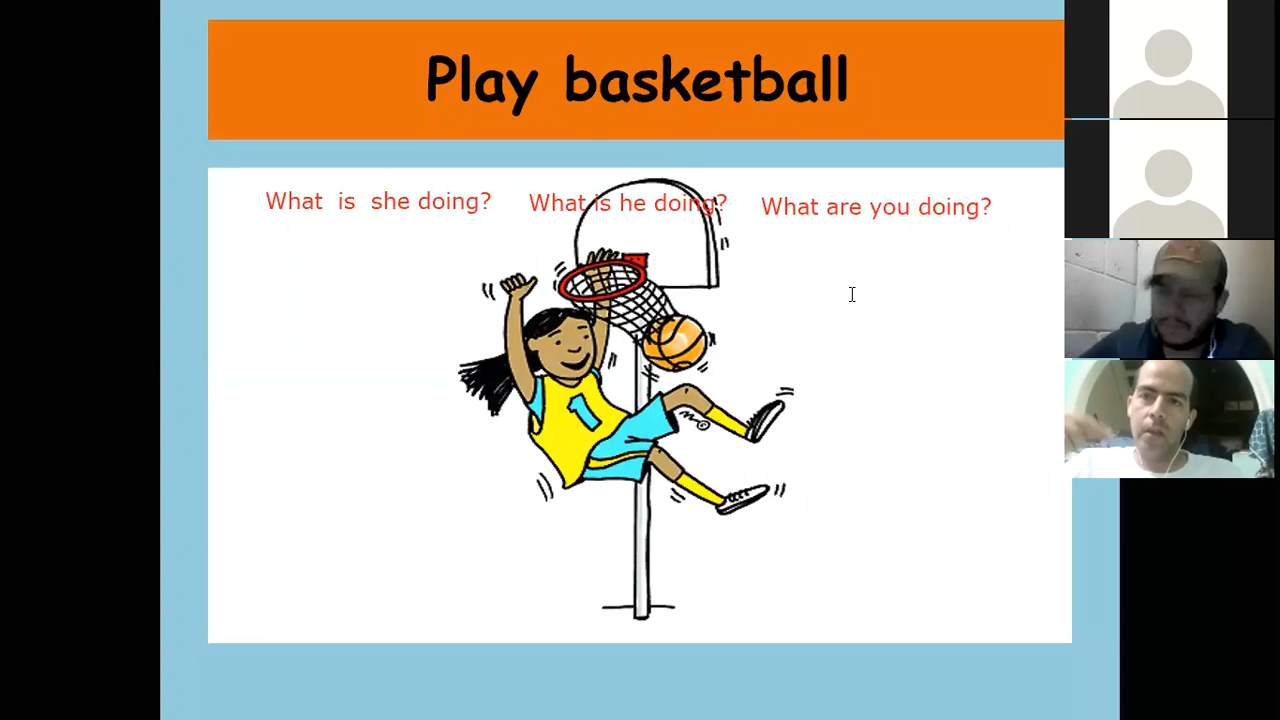 Play basketball
What is she doing? What is he doing? What are you doing?
1